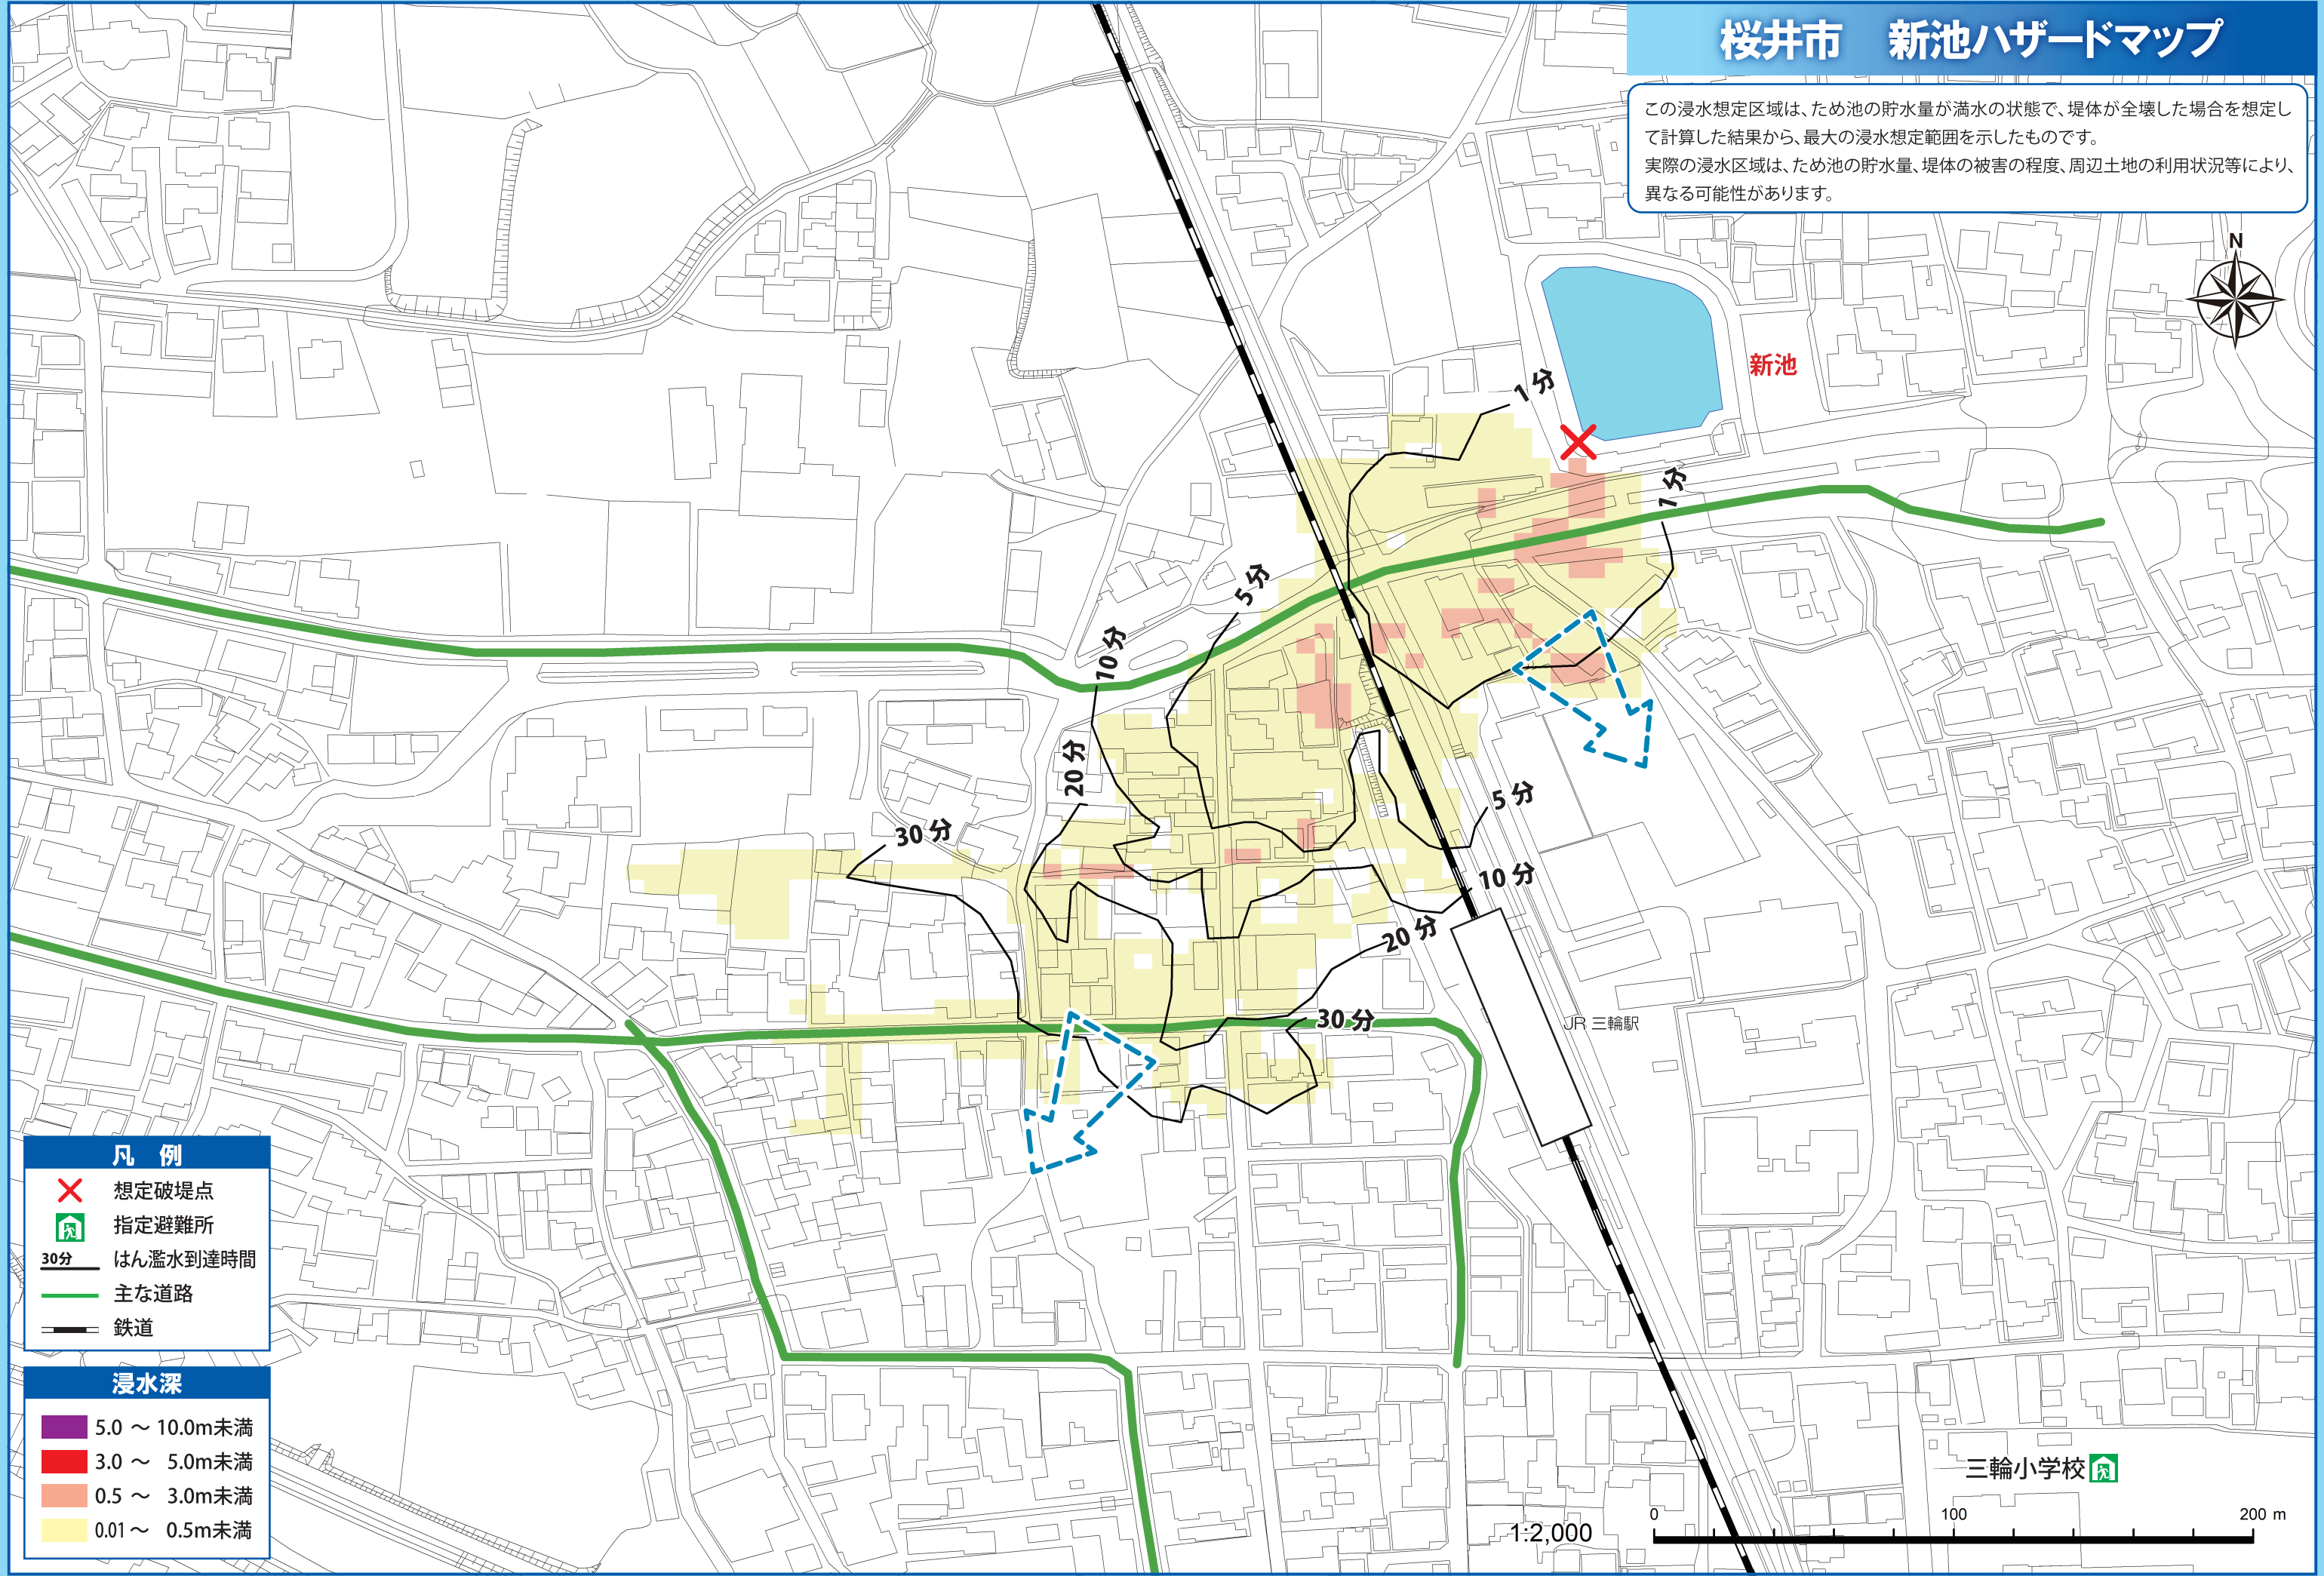 桜井市　新池ハザードマップ
この浸水想定区域は、ため池の貯水量が満水の状態で、堤体が全壊した場合を想定し
て計算した結果から、最大の浸水想定範囲を示したものです。
実際の浸水区域は、ため池の貯水量、堤体の被害の程度、周辺土地の利用状況等により、
異なる可能性があります。
N
新池
1分
1分
5分
10分
20分
30分
5分
10分
20分
30分
JR 三輪駅
三輪小学校
凡　例
想定破堤点
指定避難所
30分 はん濫水到達時間
主な道路
鉄道
浸水深
5.0 ～ 10.0m未満
3.0 ～ 5.0m未満
0.5 ～ 3.0m未満
0.01～ 0.5m未満
1:2,000
0 100 200 m